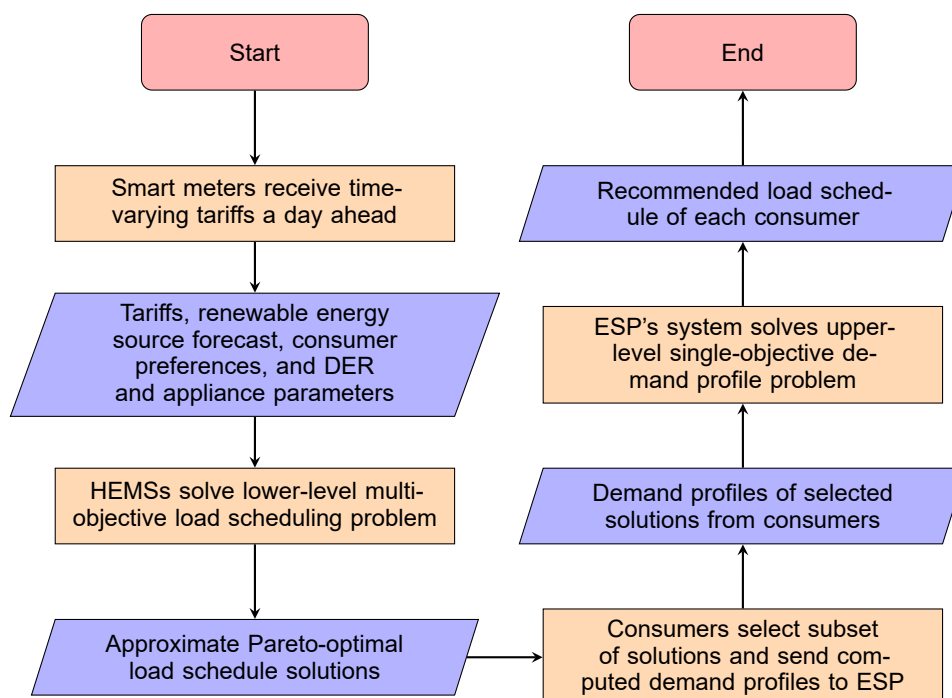 Start
Smart meters receive time-
varying tariffs a day ahead
Tariffs, renewable energy
source forecast, consumer
preferences, and DER
and appliance parameters
HEMSs solve lower-level multi-
objective load scheduling problem
Approximate Pareto-optimal
load schedule solutions
Consumers select subset
of solutions and send com-
puted demand profiles to ESP
Demand profiles of selected
solutions from consumers
ESP's system solves upper-
level single-objective de-
mand profile problem
Recommended load sched-
ule of each consumer
End